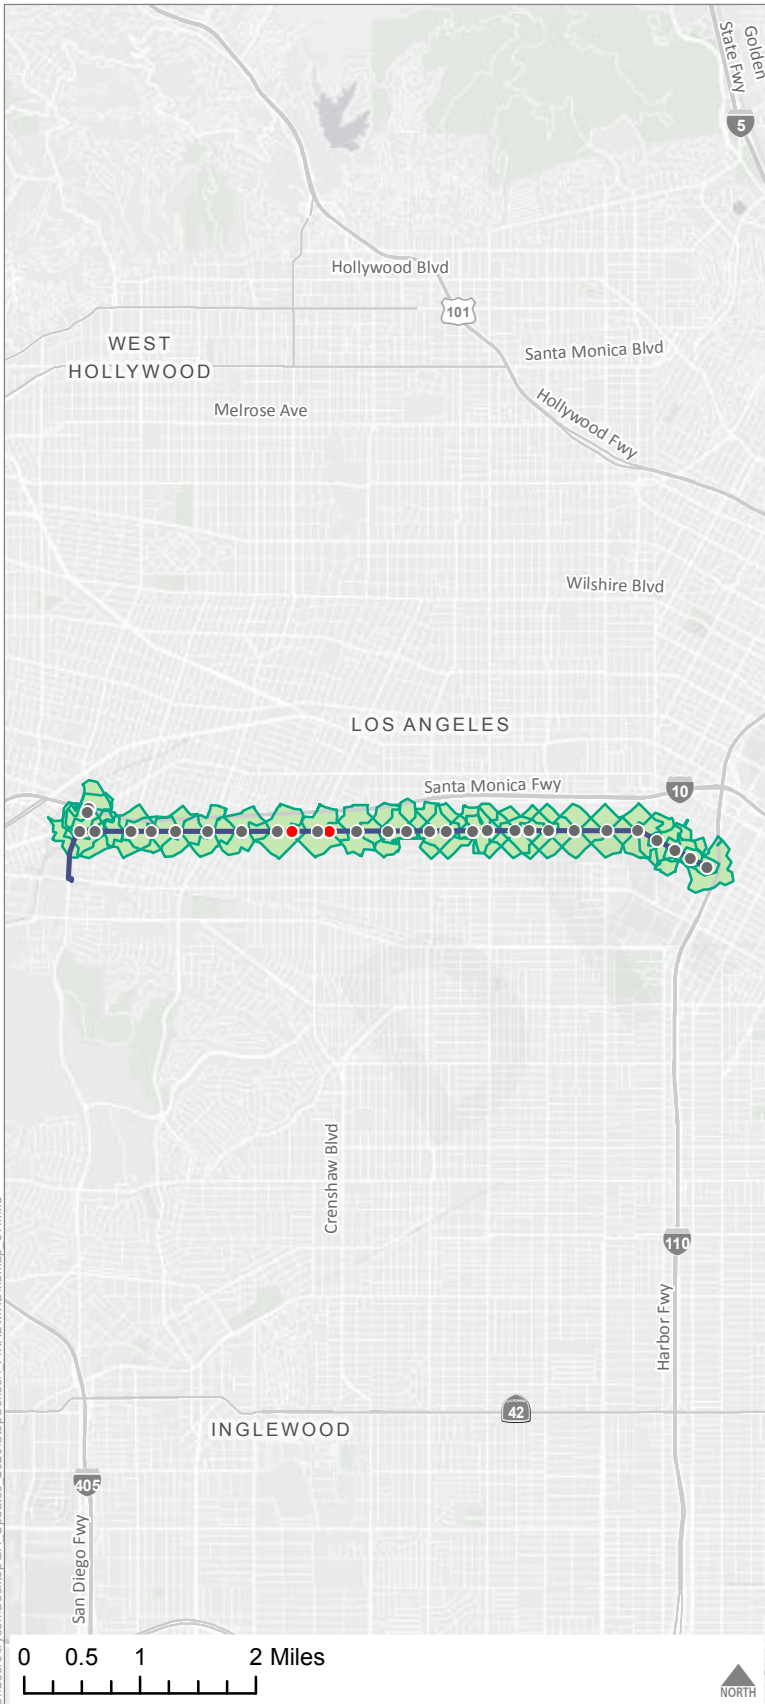 Golden
State Fwy
5
Hollywood Blvd
101
WEST
HOLLYWOOD
Santa Monica Blvd
Melrose Ave
Hollywood Fwy
Wilshire Blvd
LOS ANGELES
Santa Monica Fwy
10
Crenshaw Blvd
110
Harbor Fwy
42
INGLEWOOD
405
San Diego Fwy
0 0.5 1 2 Miles
NORTH